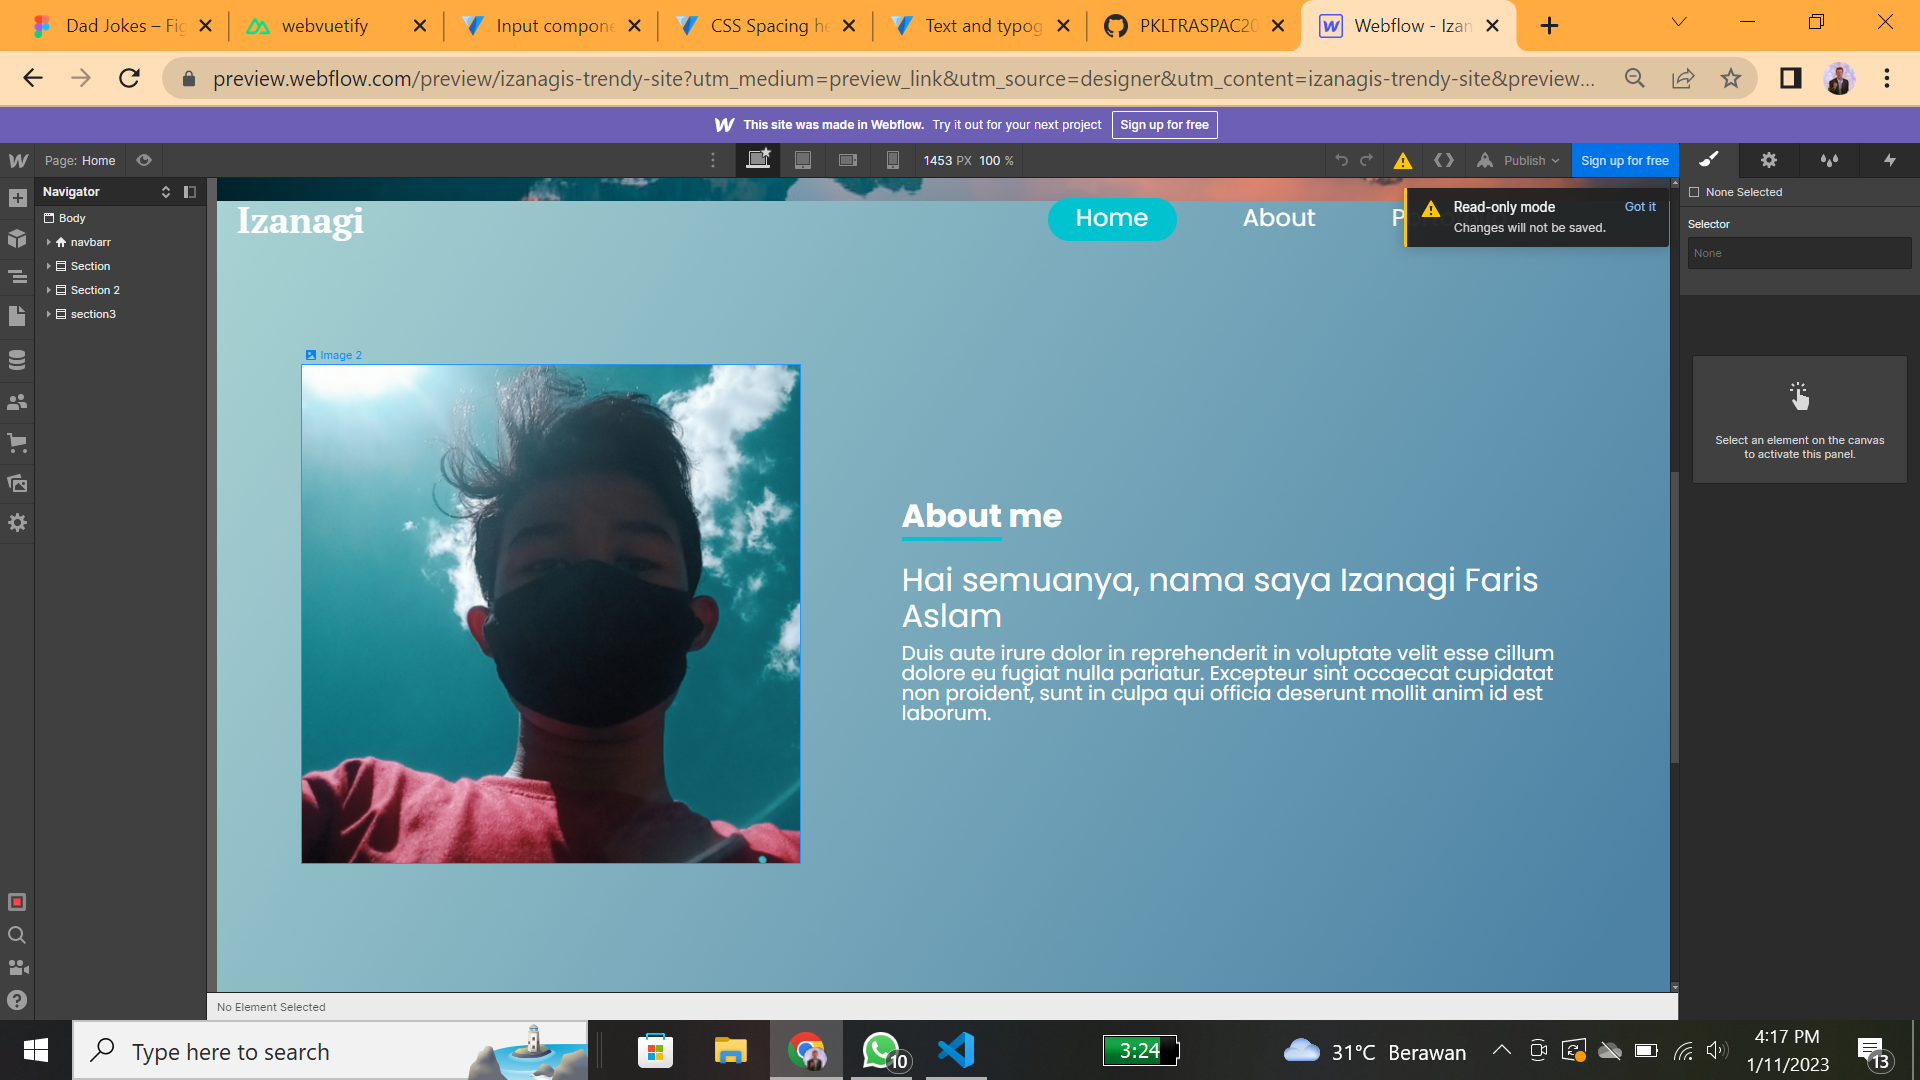 Dad Jokes – Fig
webvuetify
Input compone
CSS Spacing he
Text and typog
PKLTRASPAC20
Webflow - Izan
preview.webflow.com/preview/izanagis-trendy-site?utm_medium=preview_link&utm_source=designer&utm_content=izanagis-trendy-site&preview...
This site was made in Webflow. Try it out for your next project Sign up for free
Page: Home
1453 PX 100 %
Publish
Sign up for free
Navigator
None Selected
Body
navbarr
Section
Section 2
section3
Izanagi
Home
About
P
Read-only mode
Got it
Changes will not be saved.
Selector
None
Image 2
Select an element on the canvas
to activate this panel.
About me
Hai semuanya, nama saya Izanagi Faris
Aslam
Duis aute irure dolor in reprehenderit in voluptate velit esse cillum
dolore eu fugiat nulla pariatur. Excepteur sint occaecat cupidatat
non proident, sunt in culpa qui officia deserunt mollit anim id est
laborum.
No Element Selected
Type here to search
10
3:24
31°C Berawan
4:17 PM
1/11/2023
13